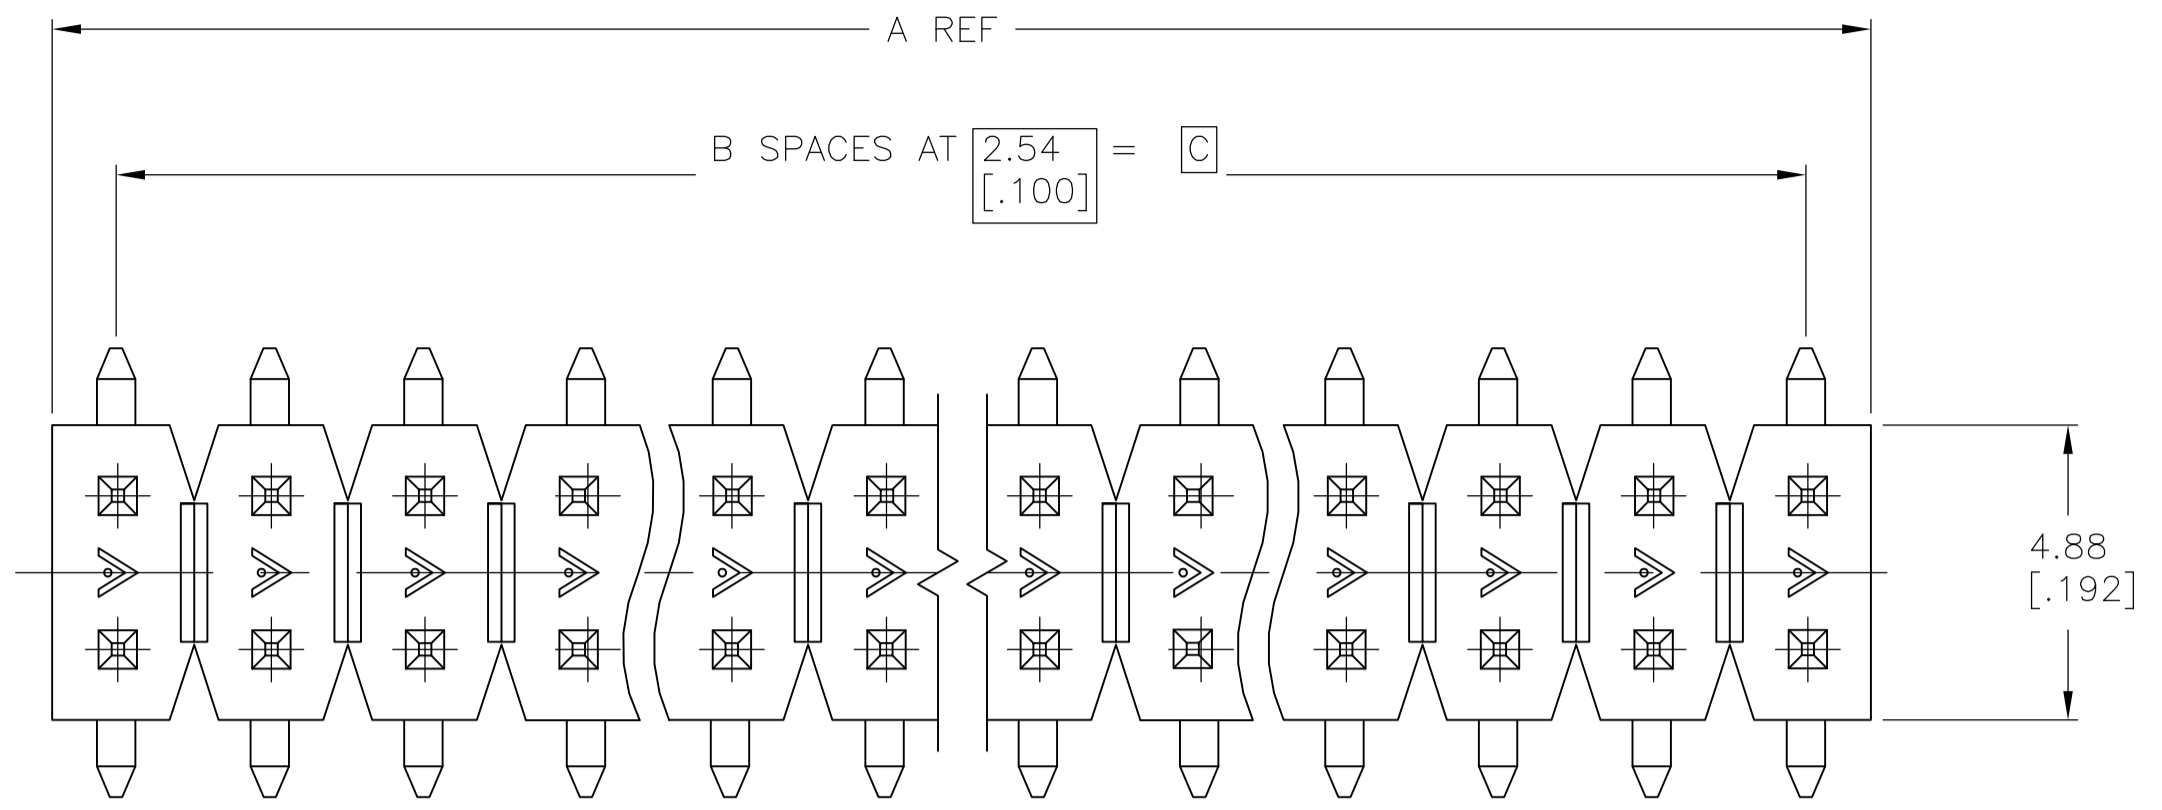 A REF
B SPACES AT 2.54 = C
[.100]
4.88
[.192]